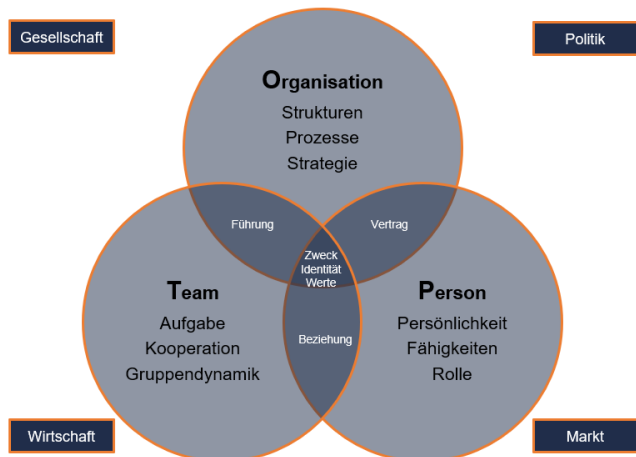 Gesellschaft
Politik
Organisation
Strukturen
Prozesse
Strategie
Führung
Vertrag
Zweck
Identität
Werte
Team
Aufgabe
Kooperation
Gruppendynamik
Beziehung
Person
Persönlichkeit
Fähigkeiten
Rolle
Wirtschaft
Markt